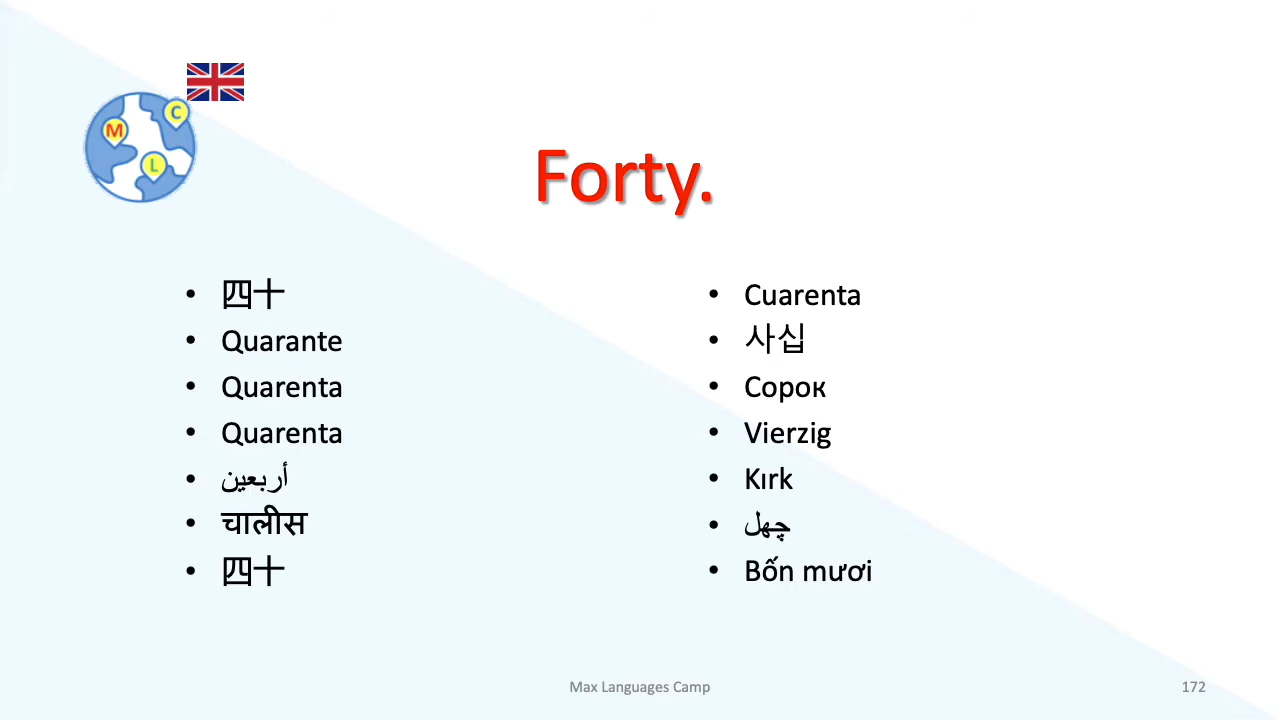 C
M
L
Forty.
• 四十
• Quarante
• Quarenta
• Quarenta
• أربعين
• चालीस
• 四十
• Cuarenta
• 사십
• Сорок
• Vierzig
• Kırk
• چهل
• Bốn mươi
Max Languages Camp
172